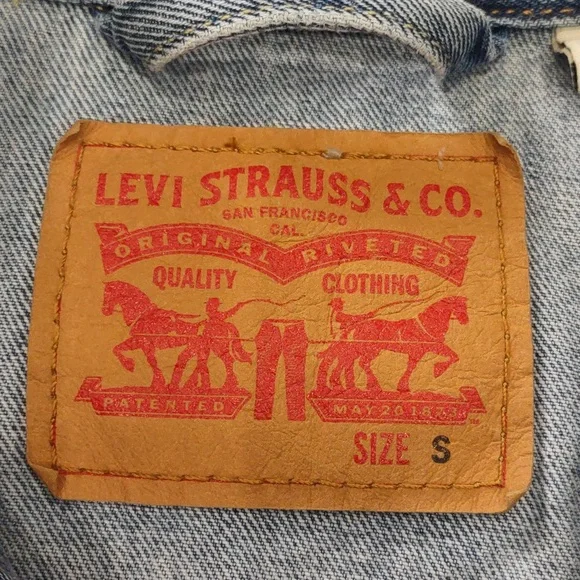 LEVI STRAUSS & CO.
SAN FRANCISCO
CAL.
ORIGINAL RIVETED
QUALITY CLOTHING
PATENTED MAY 20 1873
SIZE S